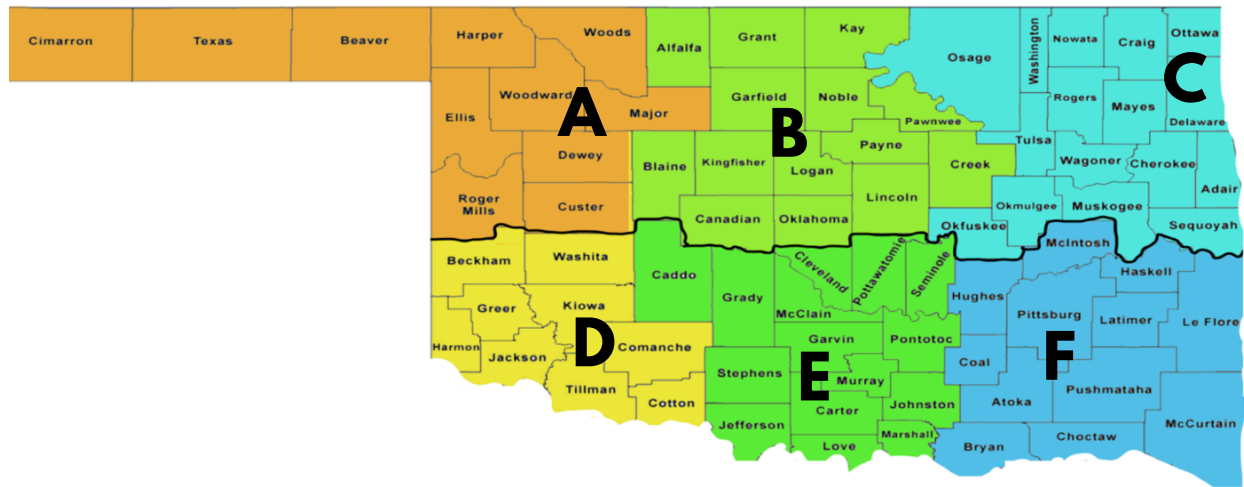 Cimarron
Texas
Beaver
Harper
Woods
Alfalfa
Grant
Kay
Osage
Washington
Nowata
Craig
Ottawa
Ellis
Woodward
A
Major
Garfield
B
Noble
Pawnwee
Rogers
Mayes
C
Delaware
Roger
Mills
Dewey
Custer
Blaine
Kingfisher
Logan
Payne
Creek
Tulsa
Wagoner
Cherokee
Adair
Canadian
Oklahoma
Lincoln
Okfuskee
Okmulgee
Muskogee
Sequoyah
Beckham
Washita
Caddo
Grady
Cleveland
Pottawatomie
Seminole
McClain
Hughes
McIntosh
Haskell
Greer
Kiowa
D
Harmon
Jackson
Comanche
Tillman
Cotton
Stephens
Garvin
E
Murray
Pontotoc
Coal
Pittsburg
F
Latimer
Le Flore
Jefferson
Carter
Johnston
Love
Marshall
Atoka
Pushmataha
Bryan
Choctaw
McCurtain